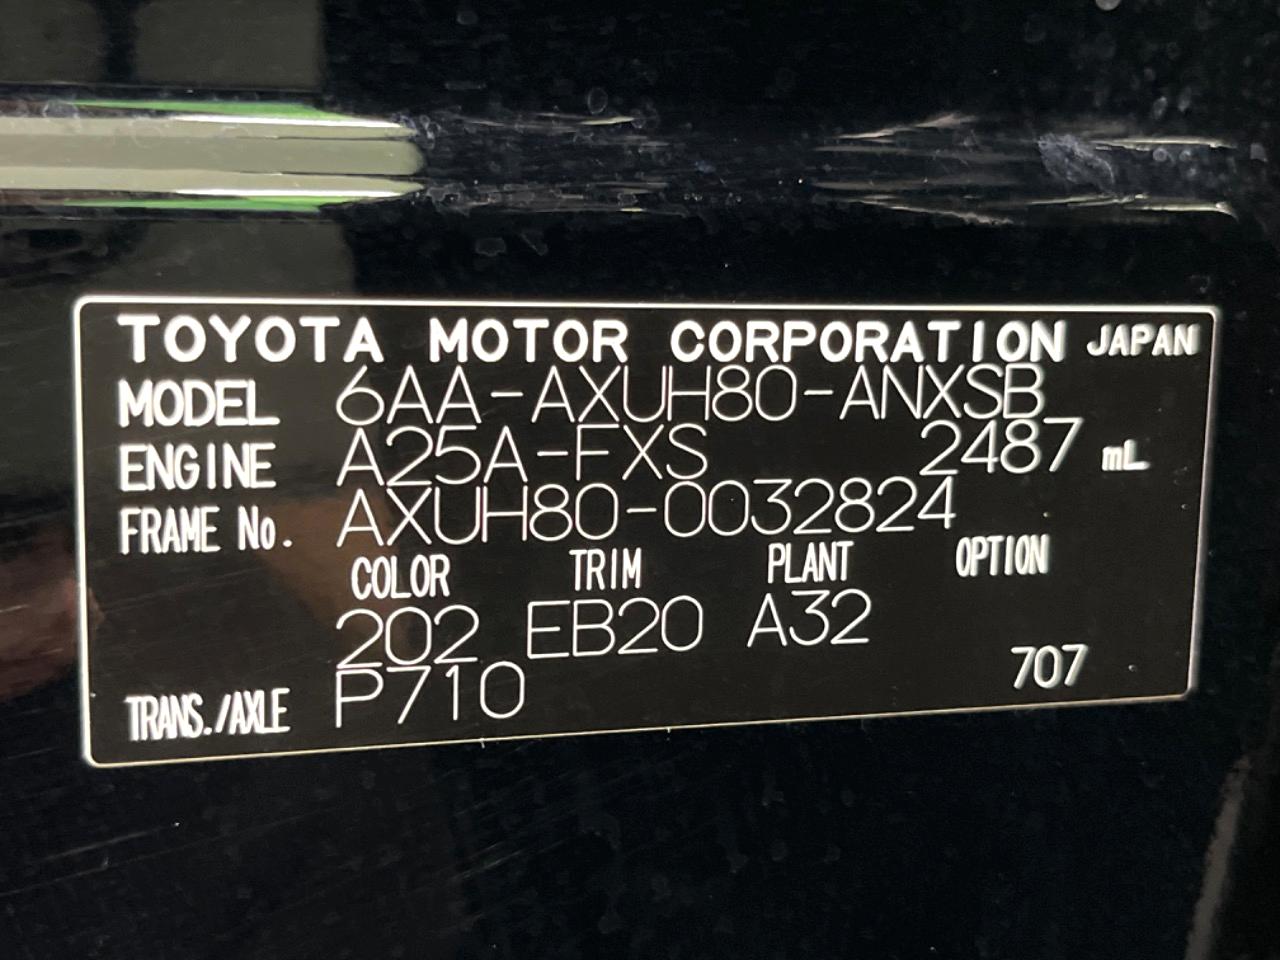 TOYOTA MOTOR CORPORATION JAPAN
MODEL 6AA-AXUH80-ANXSB
ENGINE A25A-FXS 2487 mL
FRAME No. AXUH80-0032824
COLOR TRIM PLANT OPTION
202 EB20 A32
TRANS./AXLE P710 707